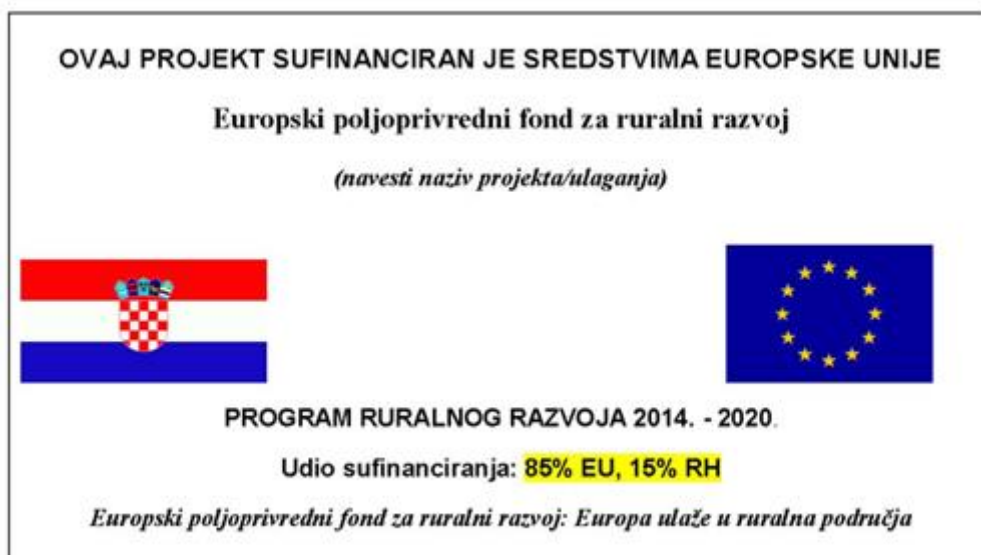 OVAJ PROJEKT SUFINANCIRAN JE SREDSTVIMA EUROPSKE UNIJE
Europski poljoprivredni fond za ruralni razvoj
(navesti naziv projekta/ulaganja)
PROGRAM RURALNOG RAZVOJA 2014. - 2020.
Udio sufinanciranja: 85% EU, 15% RH
Europski poljoprivredni fond za ruralni razvoj: Europa ulaže u ruralna područja